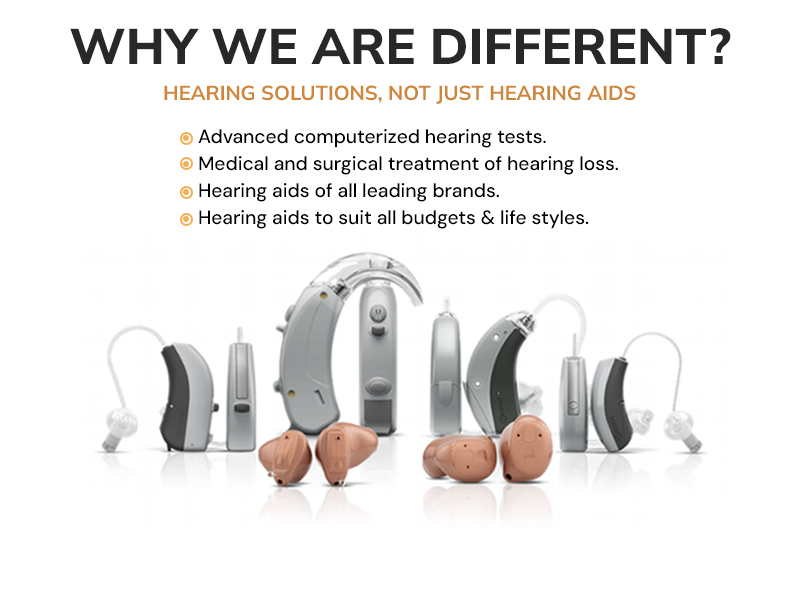 WHY WE ARE DIFFERENT?
HEARING SOLUTIONS, NOT JUST HEARING AIDS
Advanced computerized hearing tests.
Medical and surgical treatment of hearing loss.
Hearing aids of all leading brands.
Hearing aids to suit all budgets & life styles.